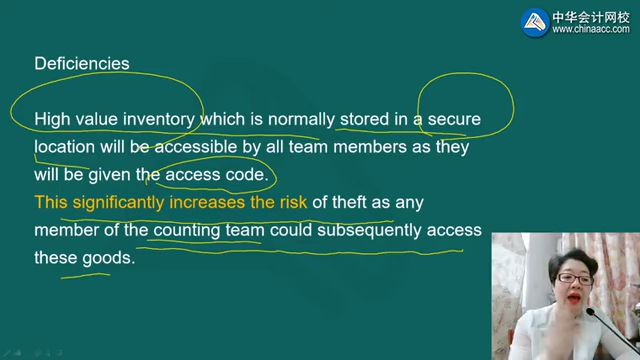 中华会计网校
www.chinaacc.com
Deficiencies
High value inventory which is normally stored in a secure
location will be accessible by all team members as they
will be given the access code.
This significantly increases the risk of theft as any
member of the counting team could subsequently access
these goods.